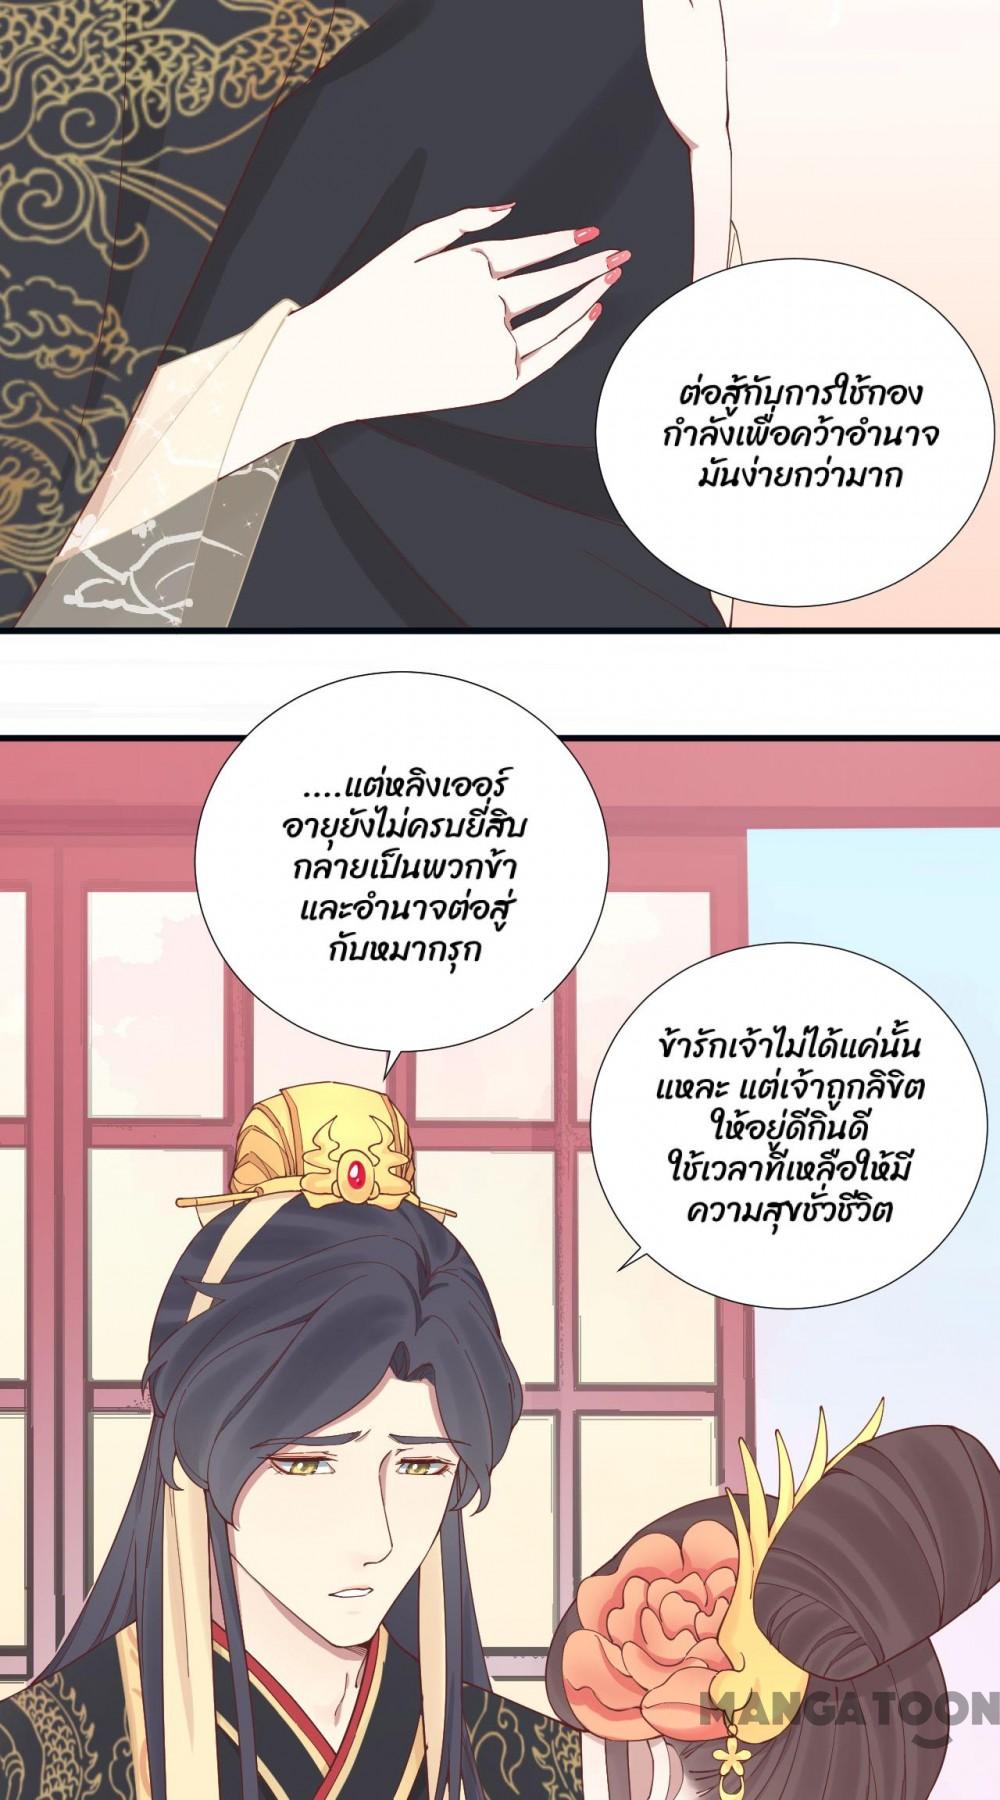 ต่อสู้กับการใช้กอง
กำลังเพื่อคว้าอำนาจ
มันง่ายกว่ามาก
....แต่หลิงเออร์
อายุยังไม่ครบยี่สิบ
กลายเป็นพวกข้า
และอำนาจต่อสู่
กับหมากรุก
ข้ารักเจ้าไม่ได้แค่นั้น
แหละ แต่เจ้าถูกลิขิต
ให้อยู่ดีกินดี
ใช้เวลาที่เหลือให้มี
ความสุขชั่วชีวิต
MANGATOON